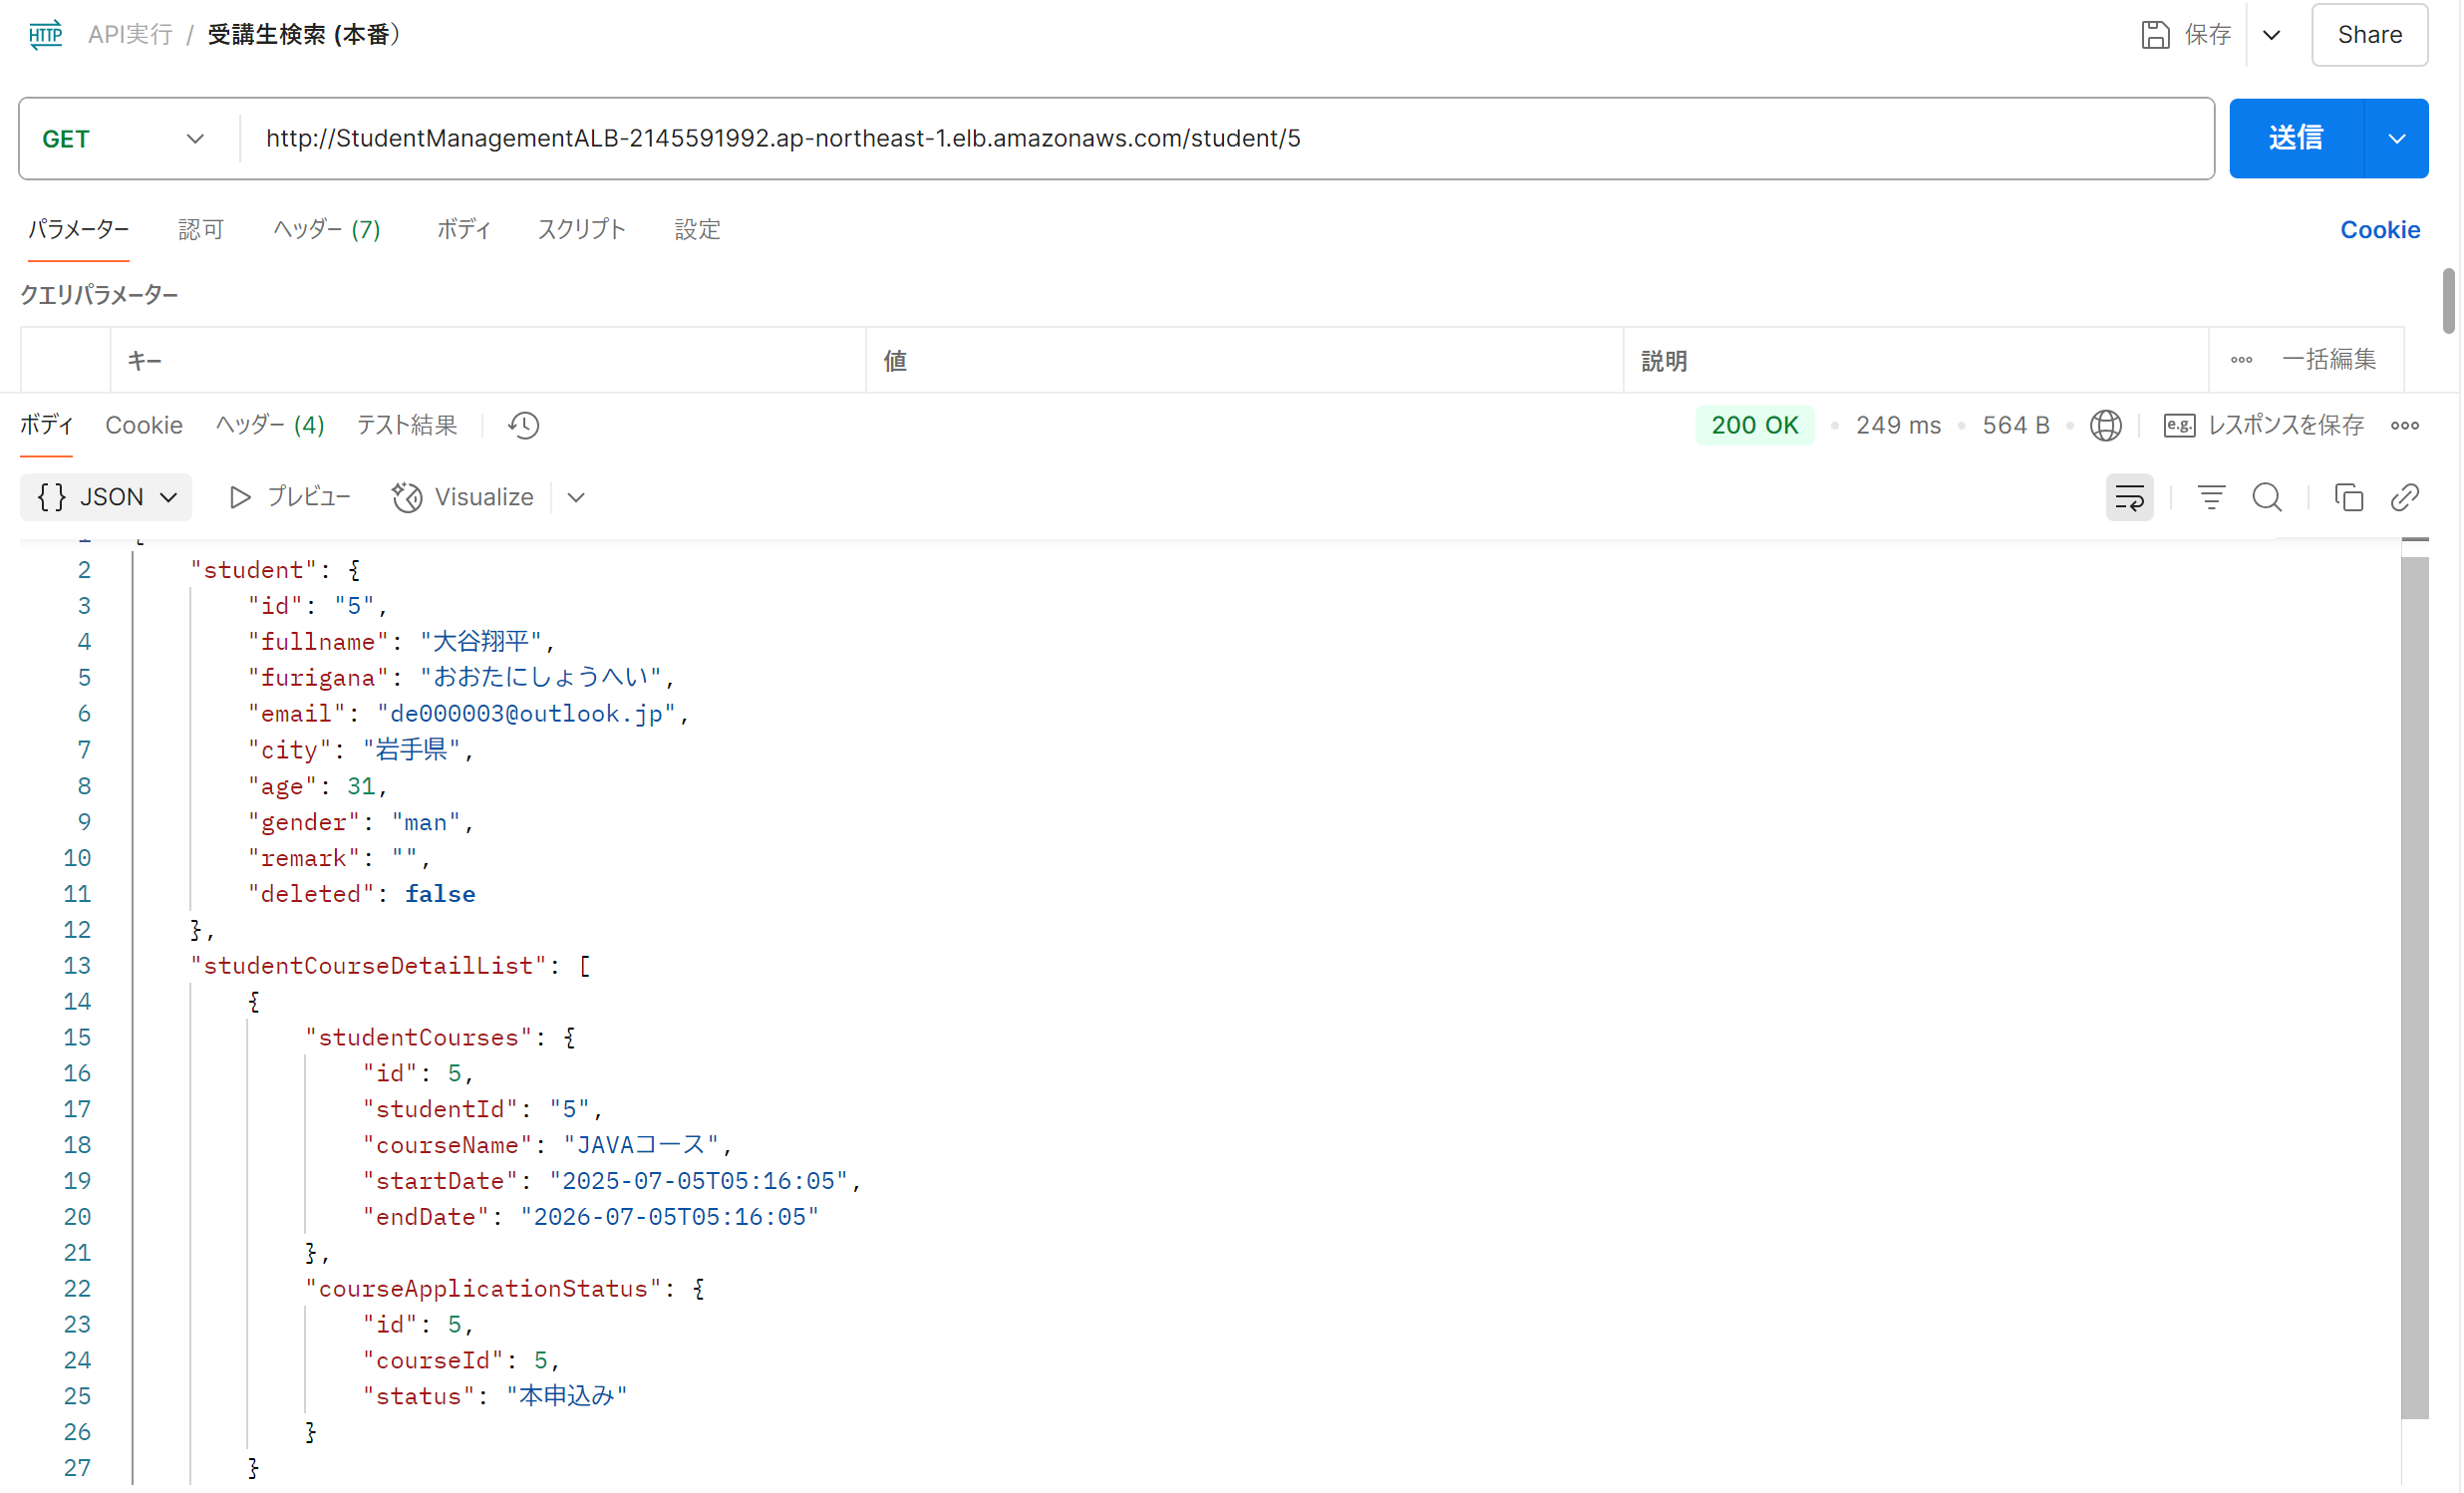 HTTP API実行 / 受講生検索 (本番） 保存 Share
GET http://StudentManagementALB-2145591992.ap-northeast-1.elb.amazonaws.com/student/5 送信
パラメーター 認可 ヘッダー (7) ボディ スクリプト 設定 Cookie
クエリパラメーター
キー 値 説明 一括編集
ボディ Cookie ヘッダー (4) テスト結果 200 OK 249 ms 564 B e.g. レスポンスを保存
{} JSON プレビュー Visualize
1 {
2 "student": {
3 "id": "5",
4 "fullname": "大谷翔平",
5 "furigana": "おおたにしょうへい",
6 "email": "de000003@outlook.jp",
7 "city": "岩手県",
8 "age": 31,
9 "gender": "man",
10 "remark": "",
11 "deleted": false
12 },
13 "studentCourseDetailList": [
14 {
15 "studentCourses": {
16 "id": 5,
17 "studentId": "5",
18 "courseName": "JAVAコース",
19 "startDate": "2025-07-05T05:16:05",
20 "endDate": "2026-07-05T05:16:05"
21 },
22 "courseApplicationStatus": {
23 "id": 5,
24 "courseId": 5,
25 "status": "本申込み"
26 }
27 }